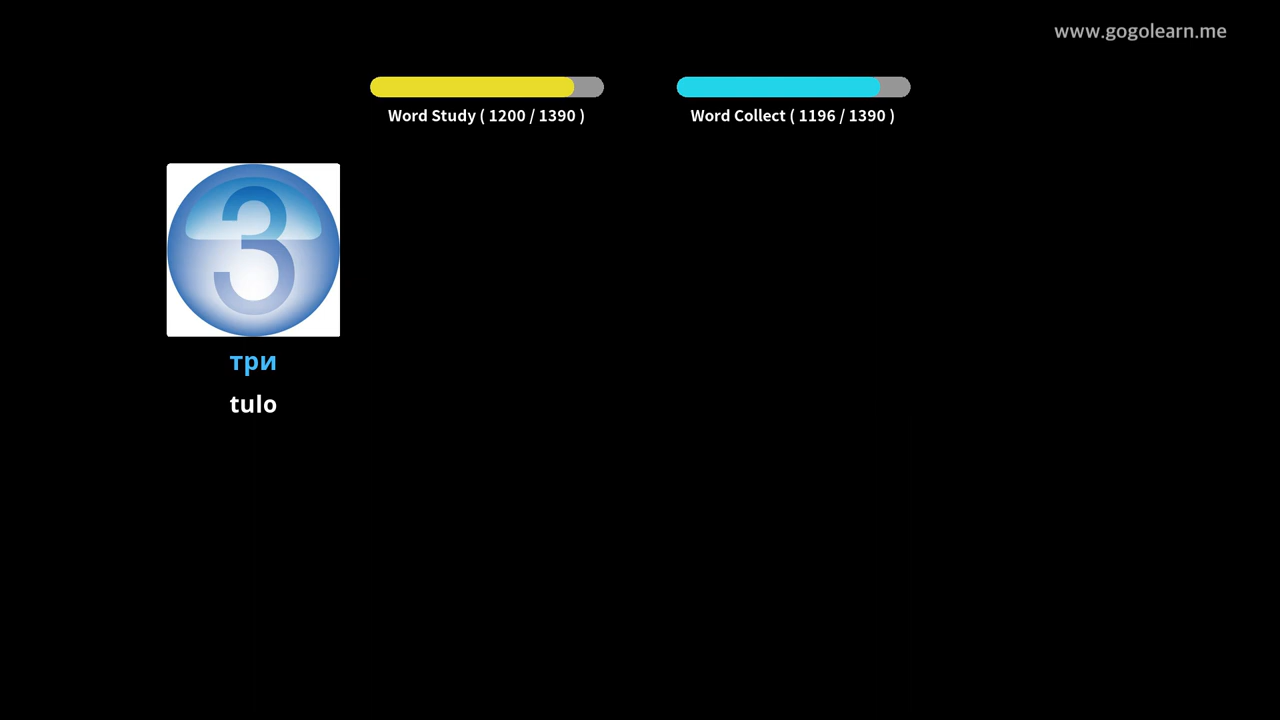 www.gogolearn.me
Word Study ( 1200 / 1390 )
Word Collect ( 1196 / 1390 )
3
три
tulo